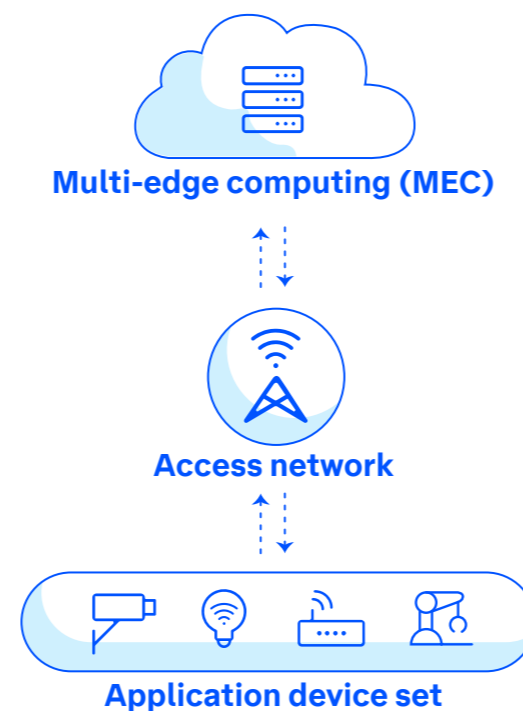 Multi-edge computing (MEC)
Access network
Application device set